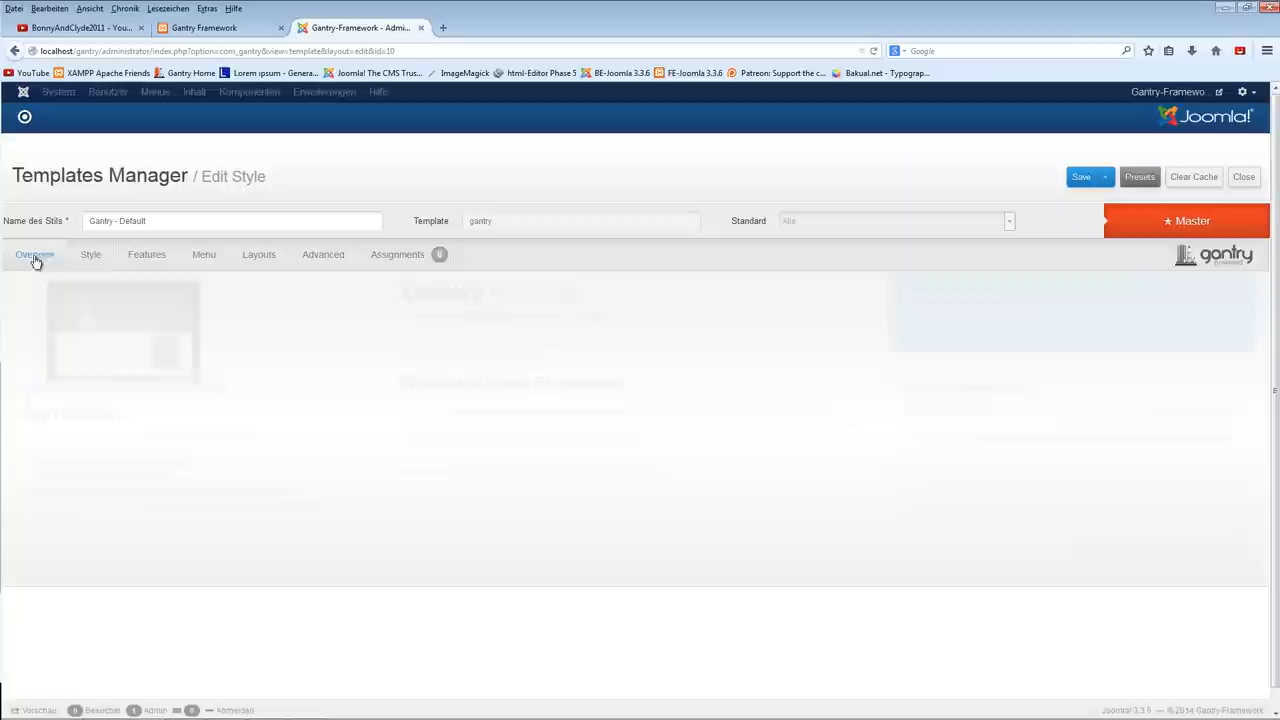 Datei Bearbeiten Ansicht Chronik Lesezeichen Extras Hilfe
BonnyAndClyde2011 - You... × Gantry Framework × Gantry-Framework - Admi... × +
localhost/gantry/administrator/index.php?option=com_gantry&view=template&layout=edit&id=10 Google
YouTube XAMPP Apache Friends Gantry Home Lorem ipsum - Genera... Joomla! The CMS Trus... ImageMagick html-Editor Phase 5 BE-Joomla 3.3.6 FE-Joomla 3.3.6 Patreon: Support the c... Bakual.net - Typograp...
System Benutzer Menüs Inhalt Komponenten Erweiterungen Hilfe Gantry-Framewo...
Joomla!
Templates Manager / Edit Style Save Presets Clear Cache Close
Name des Stils * Gantry - Default Template gantry Standard Alle Master
Overview Style Features Menu Layouts Advanced Assignments 0 gantry powered
Vorschau 0 Besucher 1 Admin 0 Abmelden Joomla! 3.3.6 — © 2014 Gantry-Framework